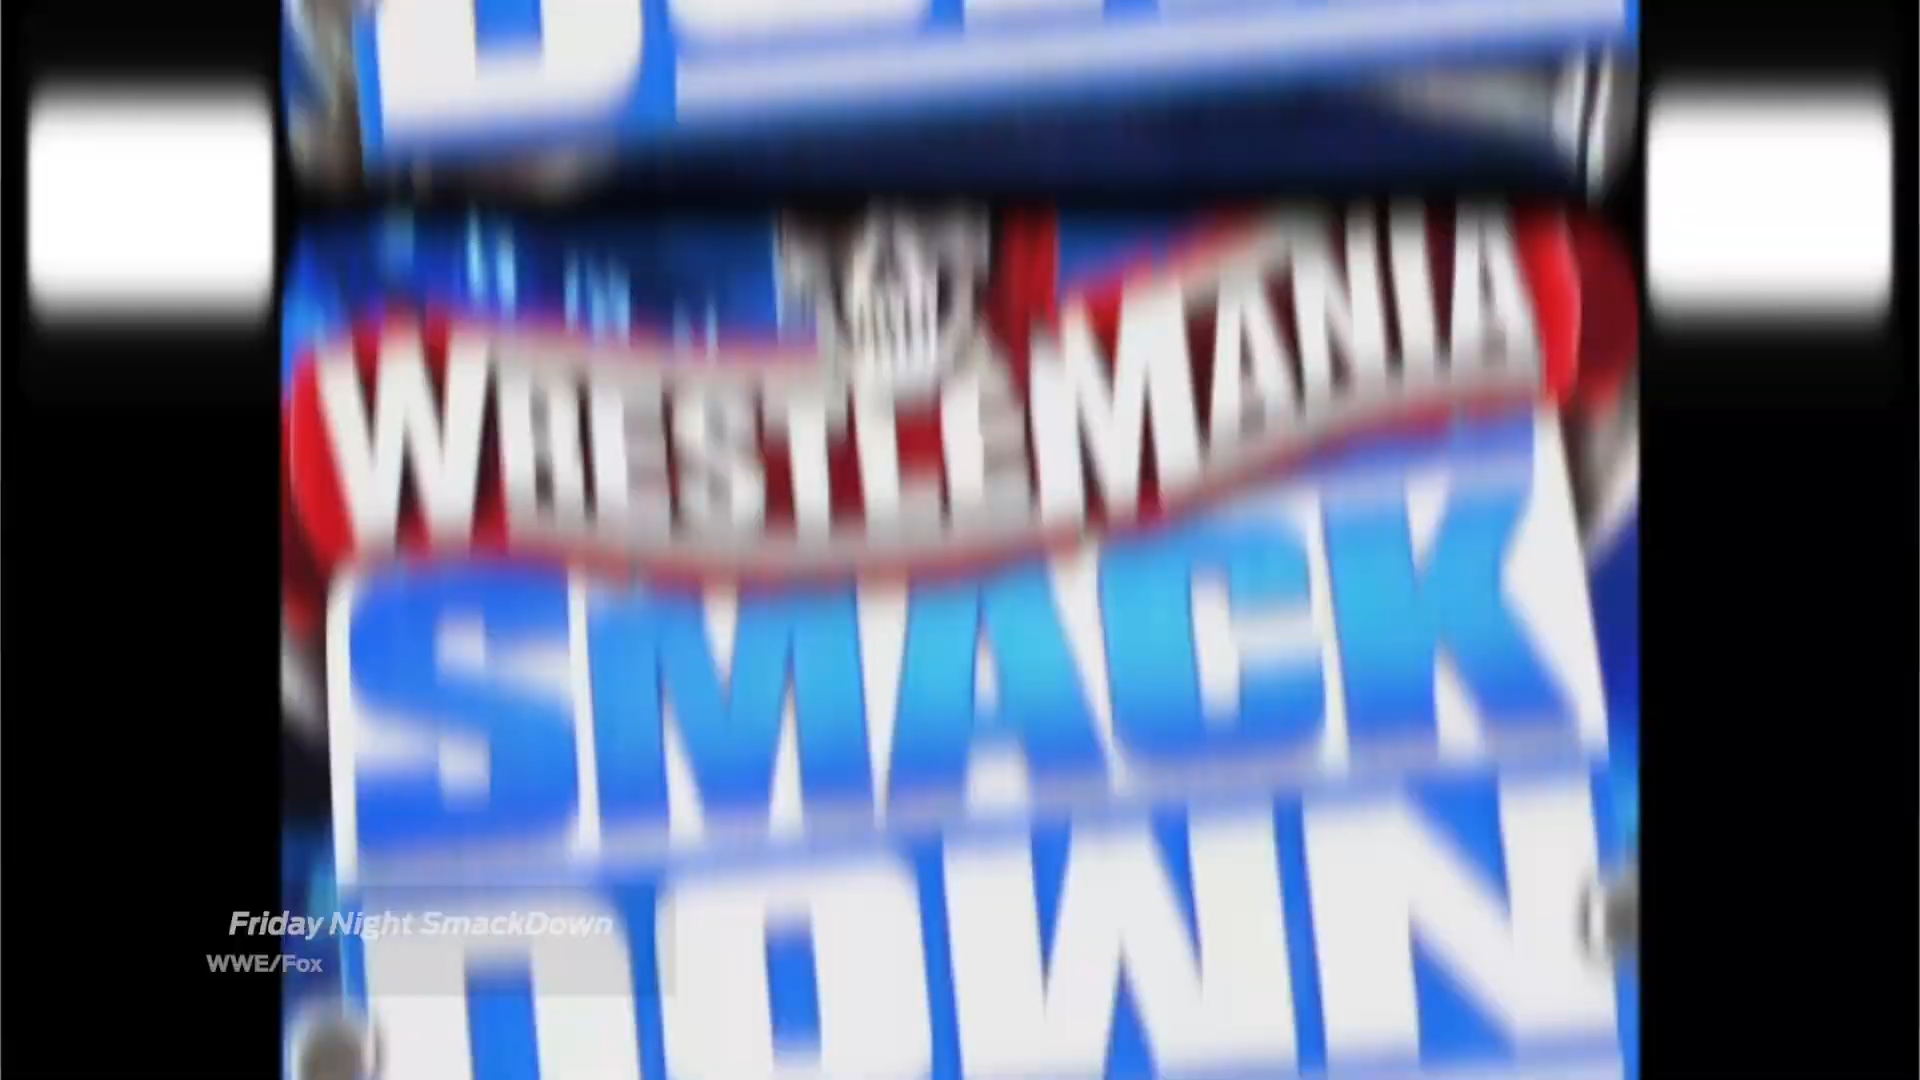 WRESTLEMANIA
SMACK
DOWN
Friday Night SmackDown
WWE/Fox